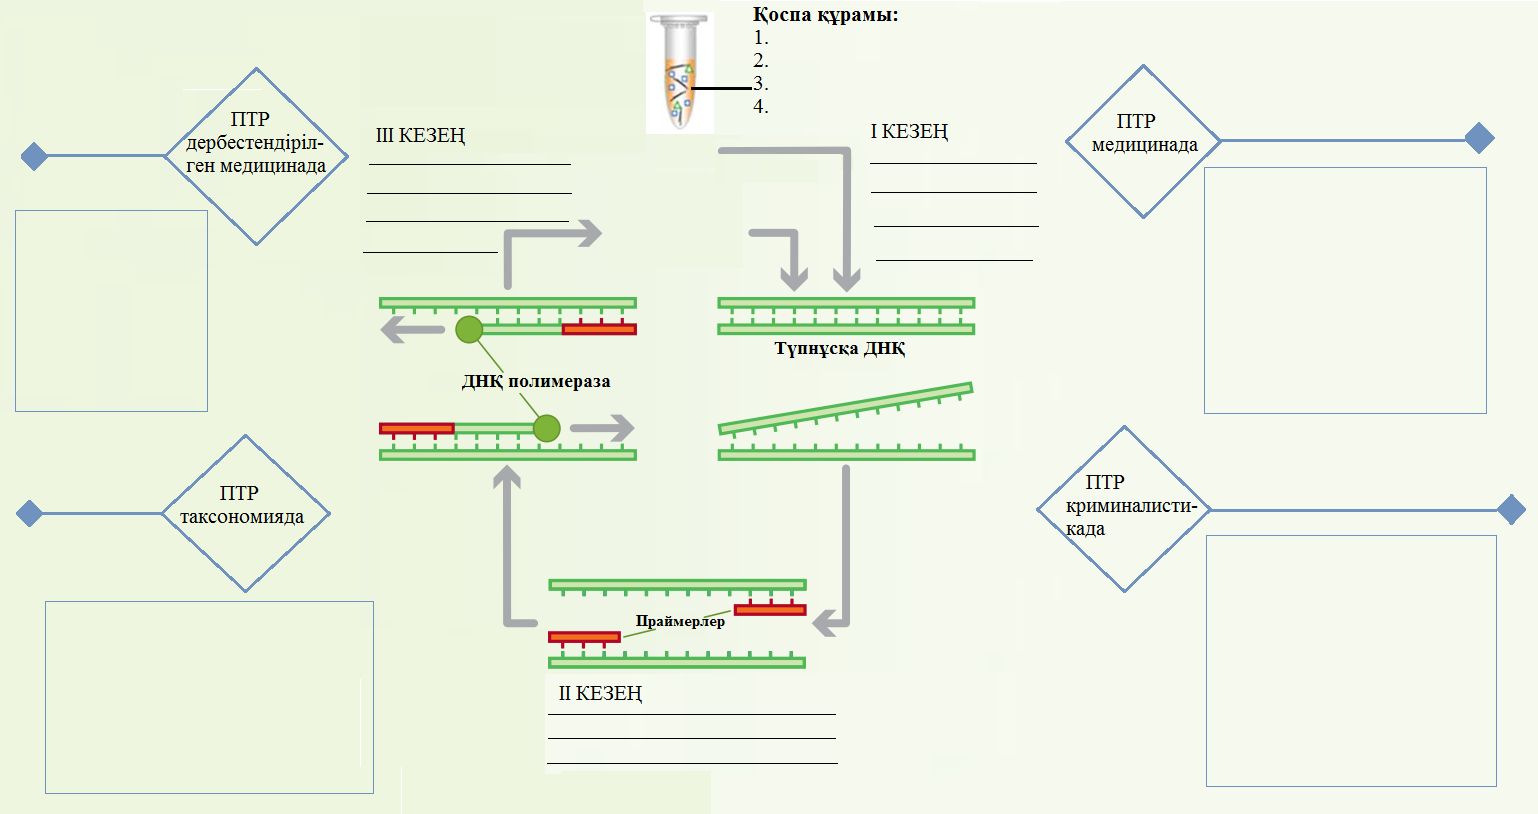 Қоспа құрамы:
1.
2.
3.
4.
ПТР
дербестендіріл-
ген медицинада
III КЕЗЕҢ
I КЕЗЕҢ
ПТР
медицинада
Түпнұсқа ДНҚ
ДНҚ полимераза
ПТР
таксономияда
ПТР
криминалисти-
када
Праймерлер
II КЕЗЕҢ